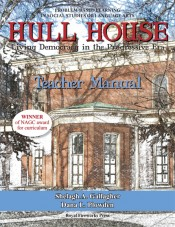 PROBLEM-BASED LEARNING
IN SOCIAL STUDIES OR LANGUAGE ARTS
HULL HOUSE
Living Democracy in the Progressive Era
Teacher Manual
WINNER
of NAGC award
for curriculum
Shelagh A. Gallagher
Dana L. Plowden
Royal Fireworks Press